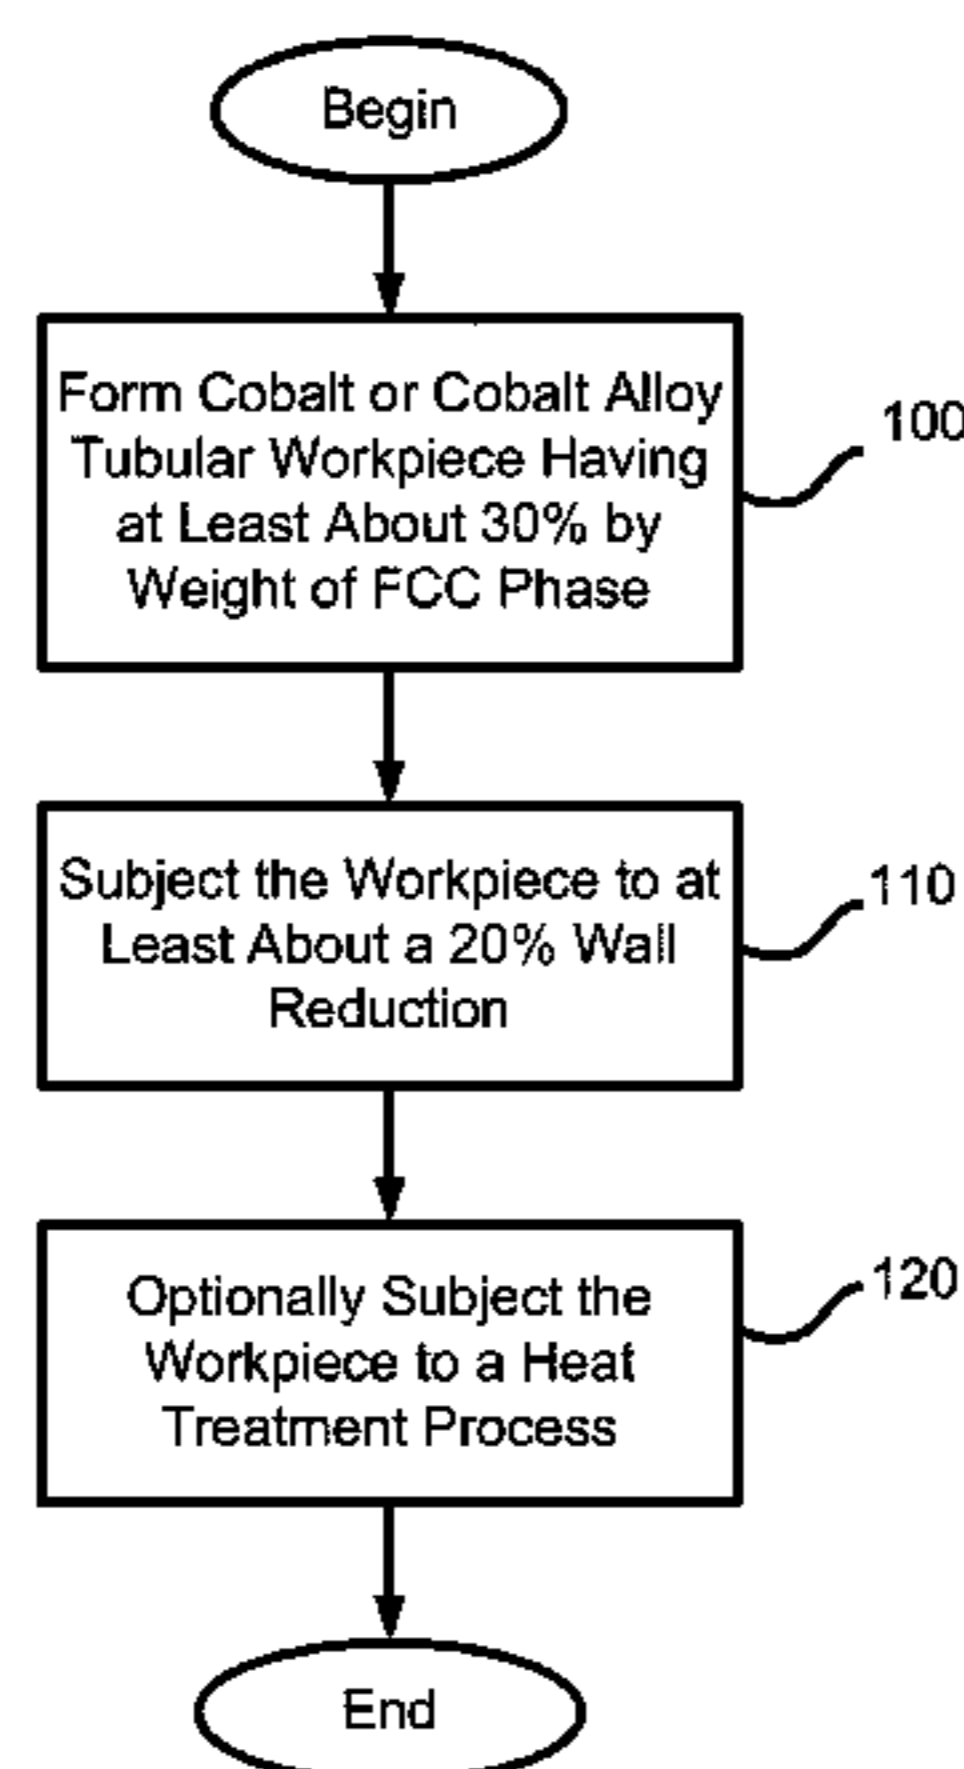 Begin
Form Cobalt or Cobalt Alloy
Tubular Workpiece Having
at Least About 30% by
Weight of FCC Phase
100
Subject the Workpiece to at
Least About a 20% Wall
Reduction
110
Optionally Subject the
Workpiece to a Heat
Treatment Process
120
End